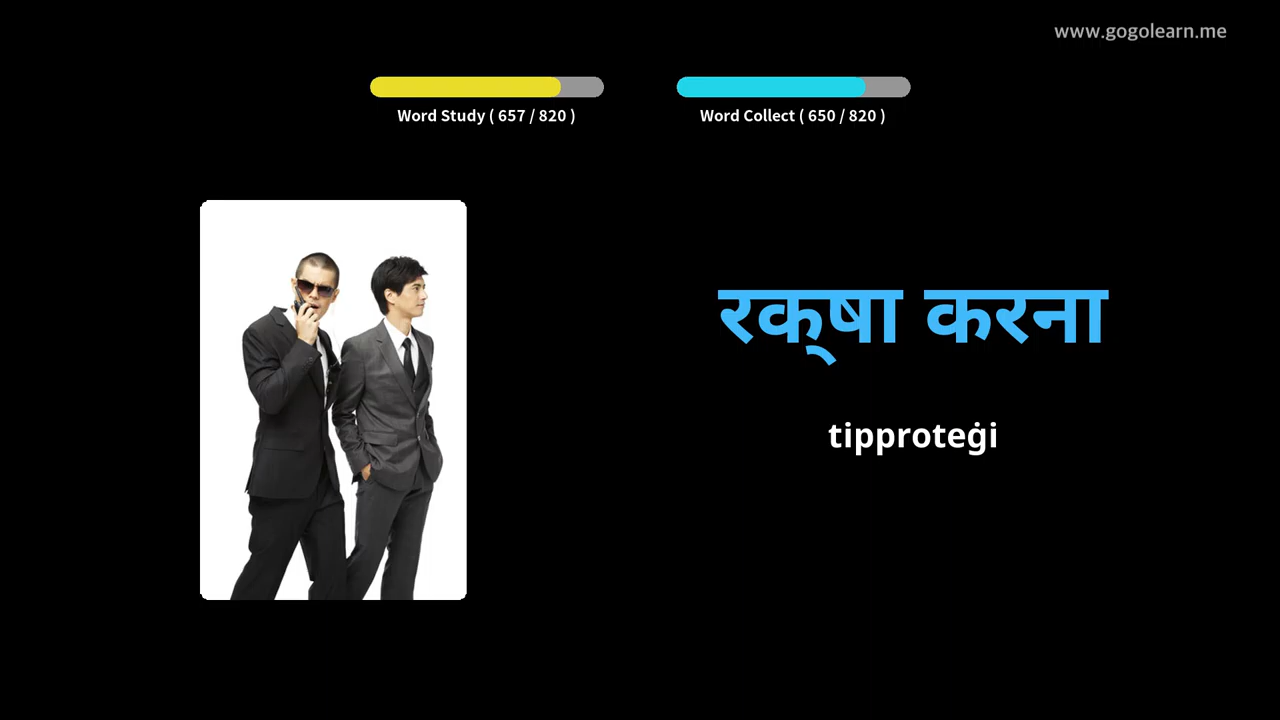 www.gogolearn.me
Word Study ( 657 / 820 )
Word Collect ( 650 / 820 )
रक्‌षा करना
tipproteġi